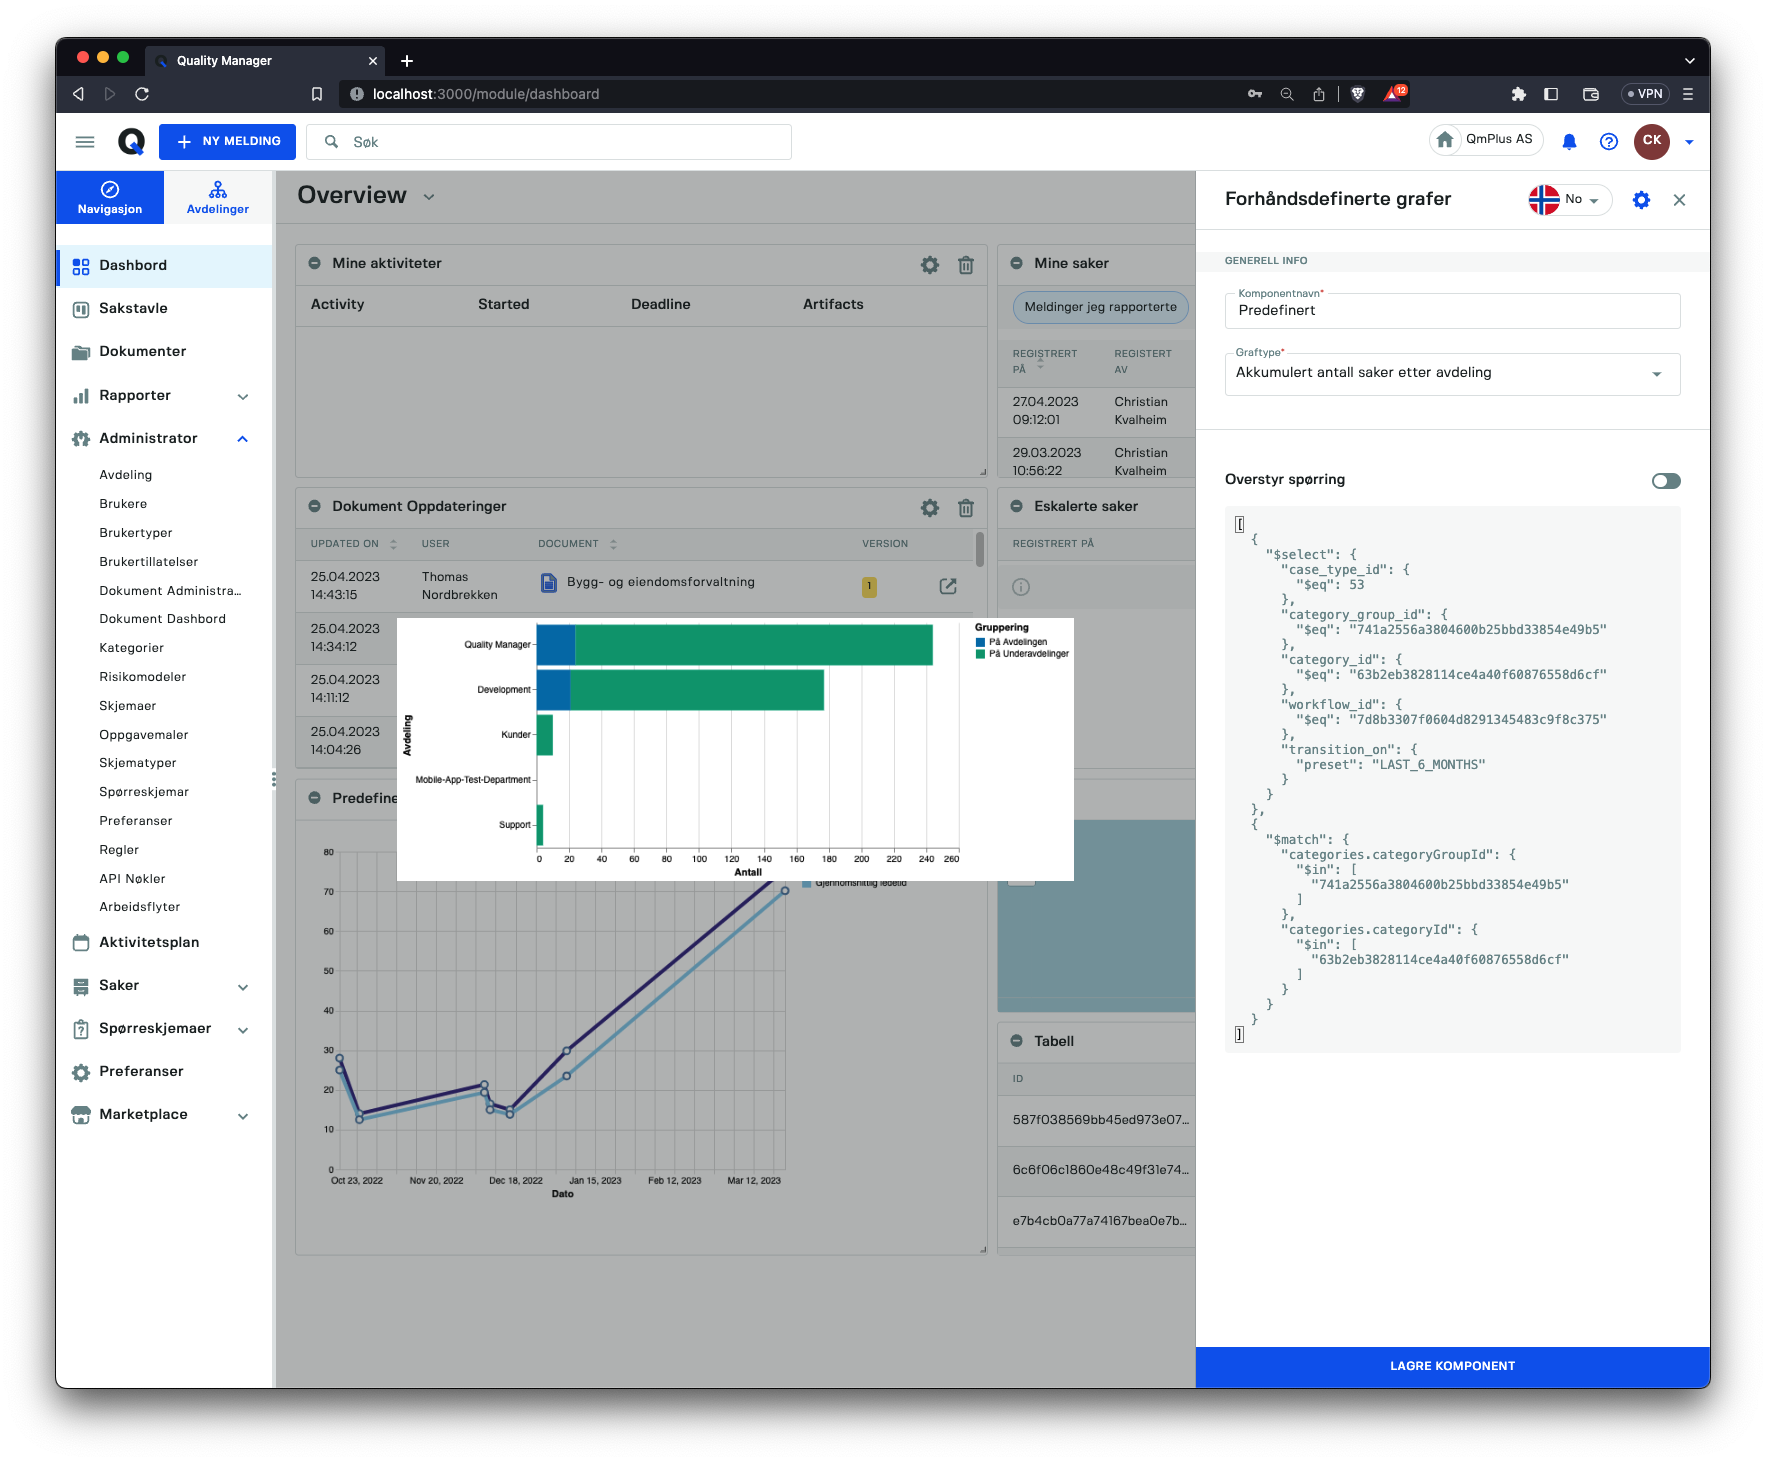 Quality Manager
localhost:3000/module/dashboard
12
VPN
NY MELDING
Søk
QmPlus AS
CK
Navigasjon
Avdelinger
Dashbord
Sakstavle
Dokumenter
Rapporter
Administrator
Avdeling
Brukere
Brukertyper
Brukertillatelser
Dokument Administra...
Dokument Dashbord
Kategorier
Risikomodeler
Skjemaer
Oppgavemaler
Skjematyper
Spørreskjemar
Preferanser
Regler
API Nøkler
Arbeidsflyter
Aktivitetsplan
Saker
Spørreskjemaer
Preferanser
Marketplace
Overview
Mine aktiviteter
Activity Started Deadline Artifacts
Mine saker
Meldinger jeg rapporterte
REGISTRERT PÅ
REGISTERT AV
27.04.2023 09:12:01
Christian Kvalheim
29.03.2023 10:56:22
Christian Kvalheim
Dokument Oppdateringer
UPDATED ON USER DOCUMENT VERSION
25.04.2023 14:43:15
Thomas Nordbrekken
Bygg- og eiendomsforvaltning
1
25.04.2023 14:34:12
25.04.2023 14:11:12
25.04.2023 14:04:26
Eskalerte saker
REGISTRERT PÅ
Avdeling
Quality Manager
Development
Kunder
Mobile-App-Test-Department
Support
0 20 40 60 80 100 120 140 160 180 200 220 240 260
Antall
Gruppering
På Avdelingen
På Underavdelinger
Predefine
Gjennomsnittlig ledetid
80
70
60
50
40
30
20
10
0
Oct 23, 2022 Nov 20, 2022 Dec 18, 2022 Jan 15, 2023 Feb 12, 2023 Mar 12, 2023
Dato
Tabell
ID
587f038569bb45ed973e07...
6c6f06c1860e48c49f31e74...
e7b4cb0a77a74167bea0e7b...
Forhåndsdefinerte grafer
No
GENERELL INFO
Komponentnavn*
Predefinert
Graftype*
Akkumulert antall saker etter avdeling
Overstyr spørring
[
{
"$select": {
"case_type_id": {
"$eq": 53
},
"category_group_id": {
"$eq": "741a2556a3804600b25bbd33854e49b5"
},
"category_id": {
"$eq": "63b2eb3828114ce4a40f60876558d6cf"
},
"workflow_id": {
"$eq": "7d8b3307f0604d8291345483c9f8c375"
},
"transition_on": {
"preset": "LAST_6_MONTHS"
}
}
},
{
"$match": {
"categories.categoryGroupId": {
"$in": [
"741a2556a3804600b25bbd33854e49b5"
]
},
"categories.categoryId": {
"$in": [
"63b2eb3828114ce4a40f60876558d6cf"
]
}
}
}
]
LAGRE KOMPONENT